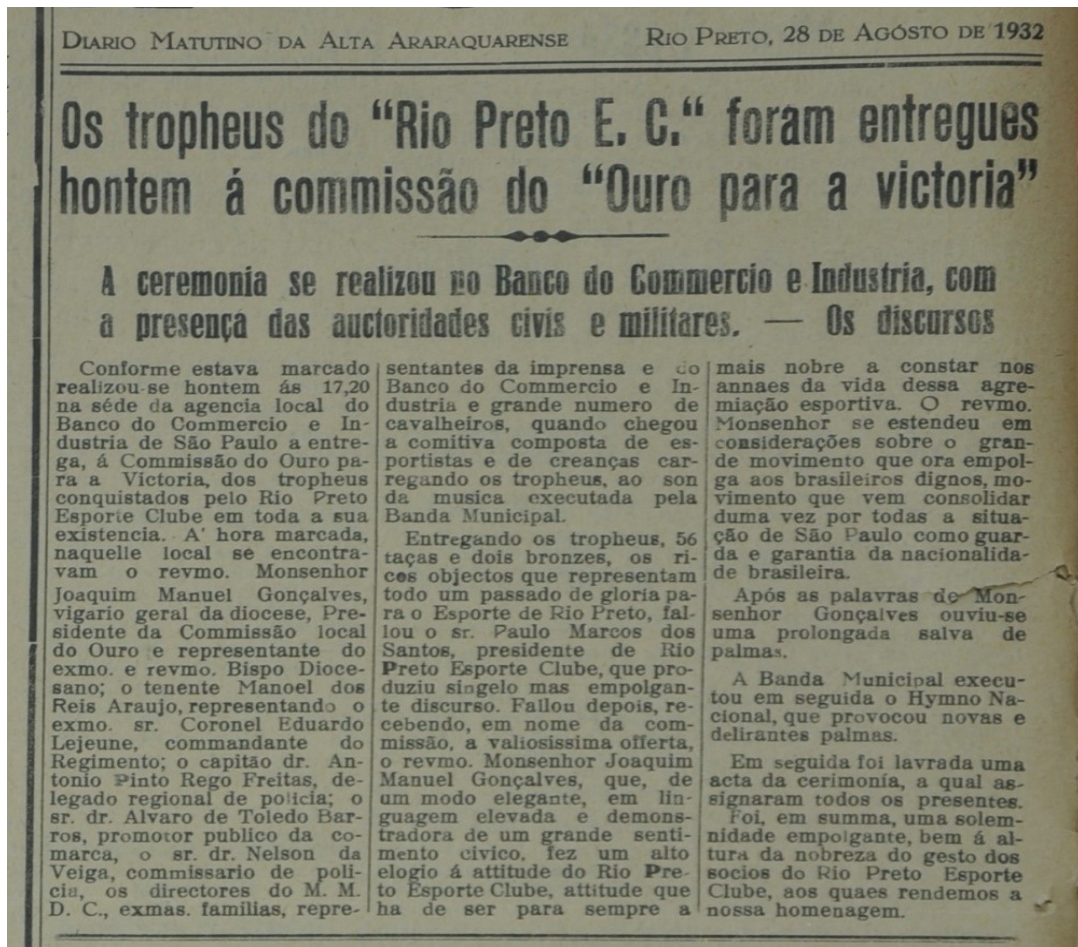 DIARIO MATUTINO DA ALTA ARARAQUARENSE
RIO PRETO, 28 DE AGÓSTO DE 1932
Os tropheus do “Rio Preto E. C.“ foram entregues
hontem á commissão do “Ouro para a victoria”
A ceremonia se realizou no Banco do Commercio e Industria, com
a presença das auctoridades civis e militares. — Os discursos
Conforme estava marcado
realizou-se hontem ás 17,20
na séde da agencia local do
Banco do Commercio e In-
dustria de São Paulo a entre-
ga, á Commissão do Ouro pa-
ra a Victoria, dos tropheus
conquistados pelo Rio Preto
Esporte Clube em toda a sua
existencia. A' hora marcada,
naquelle local se encontra-
vam o revmo. Monsenhor
Joaquim Manuel Gonçalves,
vigario geral da diocese, Pre-
sidente da Commissão local
do Ouro e representante do
exmo. e revmo. Bispo Dioce-
sano; o tenente Manoel dos
Reis Araujo, representando o
exmo. sr. Coronel Eduardo
Lejeune, commandante do
Regimento; o capitão dr. An-
tonio Pinto Rego Freitas, de-
legado regional de policia; o
sr. dr. Alvaro de Toledo Bar-
ros, promotor publico da co-
marca, o sr. dr. Nelson da
Veiga, commissario de poli-
cia, os directores do M. M.
D. C., exmas. familias, repre-
sentantes da imprensa e do
Banco do Commercio e In-
dustria e grande numero de
cavalheiros, quando chegou
a comitiva composta de es-
portistas e de creanças car-
regando os tropheus, ao son
da musica executada pela
Banda Municipal.
Entregando os tropheus, 56
taças e dois bronzes, os ri-
cos objectos que representam
todo um passado de gloria pa-
ra o Esporte de Rio Preto, fal-
lou o sr. Paulo Marcos dos
Santos, presidente de Rio
Preto Esporte Clube, que pro-
duziu singelo mas empolgan-
te discurso. Fallou depois, re-
cebendo, em nome da com-
missão, a valiosissima offerta,
o revmo. Monsenhor Joaquim
Manuel Gonçalves, que, de
um modo elegante, em lin-
guagem elevada e demons-
tradora de um grande senti-
mento civico, fez um alto
elogio á attitude do Rio Pre-
to Esporte Clube, attitude que
ha de ser para sempre a
mais nobre a constar nos
annaes da vida dessa agre-
miação esportiva. O revmo.
Monsenhor se estendeu em
considerações sobre o gran-
de movimento que ora empol-
ga aos brasileiros dignos, mo-
vimento que vem consolidar
duma vez por todas a situa-
ção de São Paulo como guar-
da e garantia da nacionalida-
de brasileira.
Após as palavras de Mon-
senhor Gonçalves ouviu-se
uma prolongada salva de
palmas.
A Banda Municipal execu-
tou em seguida o Hymno Na-
cional, que provocou novas e
delirantes palmas.
Em seguida foi lavrada uma
acta da cerimonia, a qual as-
signaram todos os presentes.
Foi, em summa, uma solem-
nidade empolgante, bem á al-
tura da nobreza do gesto dos
socios do Rio Preto Esporte
Clube, aos quaes rendemos a
nossa homenagem.